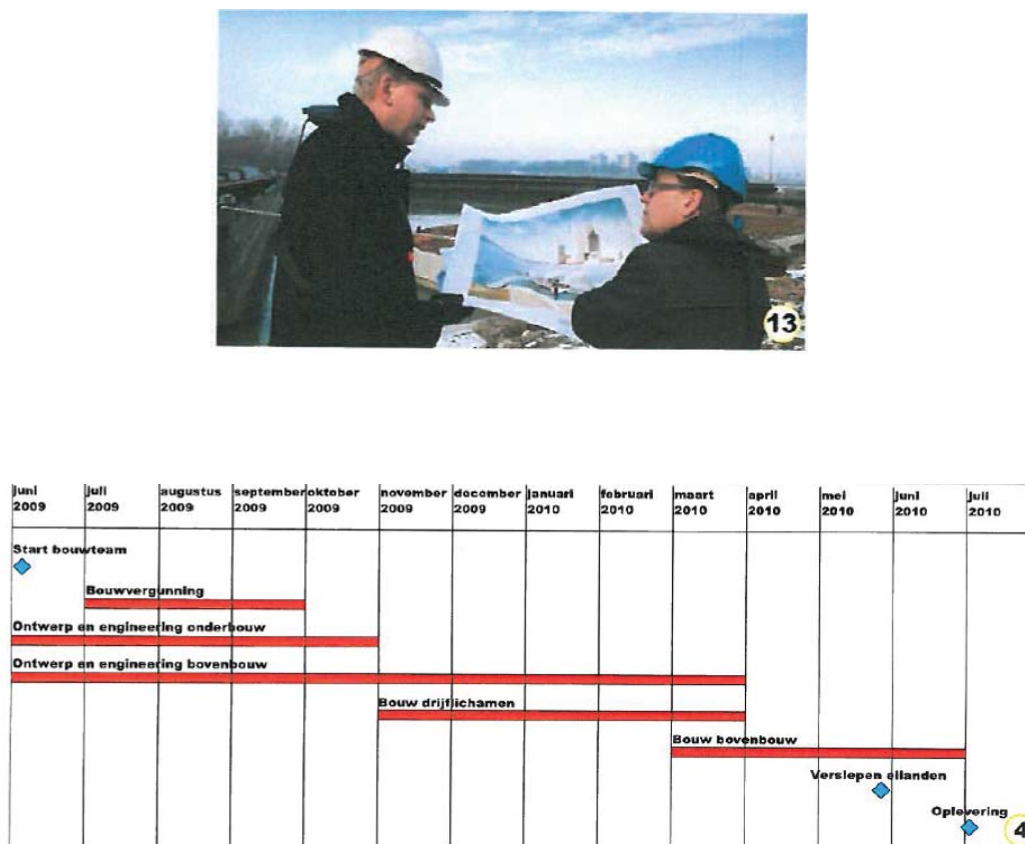 13
juni juli augustus september oktober november december januari februari maart april mei juni juli
2009 2009 2009 2009 2009 2009 2009 2010 2010 2010 2010 2010 2010 2010
Start bouwteam
Bouwvergunning
Ontwerp en engineering onderbouw
Ontwerp en engineering bovenbouw
Bouw drijflichamen
Bouw bovenbouw
Verslepen eilanden
Oplevering
4